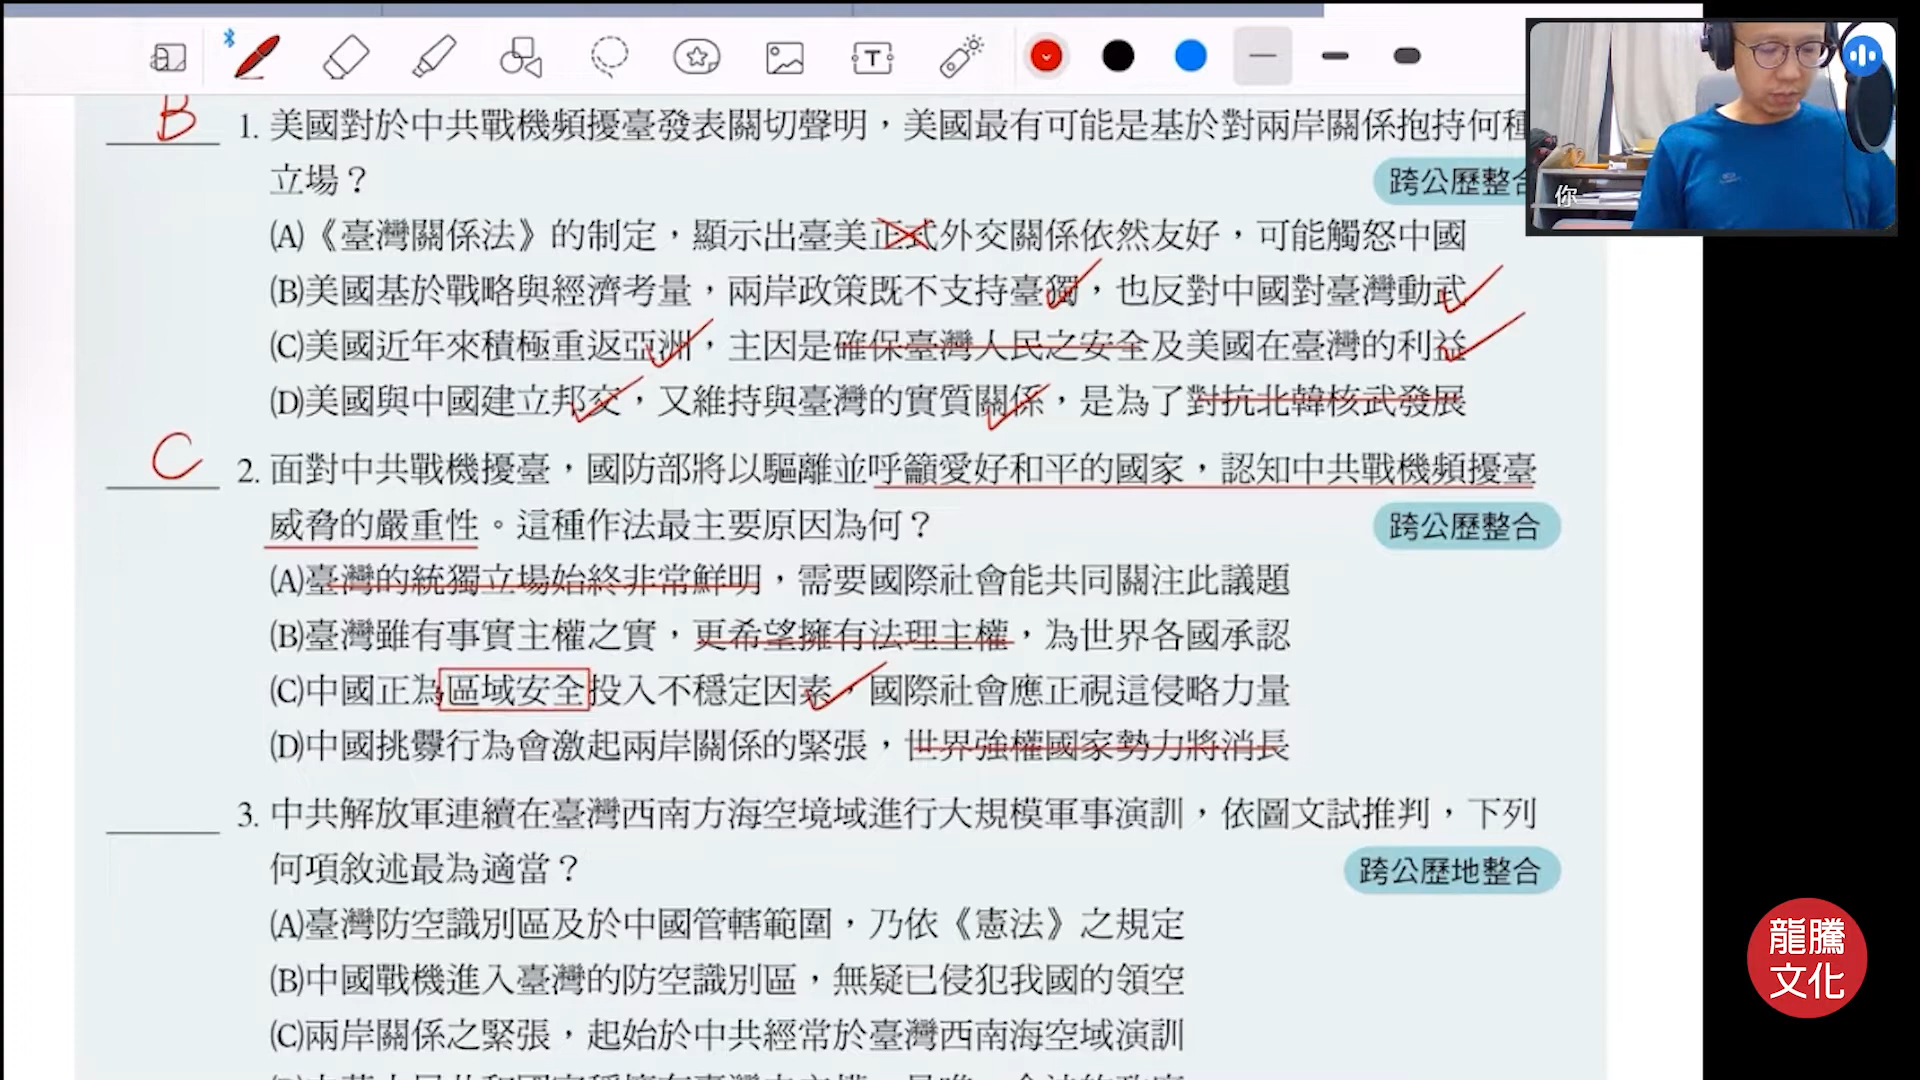 B
1. 美國對於中共戰機頻擾臺發表關切聲明，美國最有可能是基於對兩岸關係抱持何種
立場？
跨公歷整合
(A)《臺灣關係法》的制定，顯示出臺美正式外交關係依然友好，可能觸怒中國
(B)美國基於戰略與經濟考量，兩岸政策既不支持臺獨，也反對中國對臺灣動武
(C)美國近年來積極重返亞洲，主因是確保臺灣人民之安全及美國在臺灣的利益
(D)美國與中國建立邦交，又維持與臺灣的實質關係，是為了對抗北韓核武發展
C
2. 面對中共戰機擾臺，國防部將以驅離並呼籲愛好和平的國家，認知中共戰機頻擾臺
威脅的嚴重性。這種作法最主要原因為何？
跨公歷整合
(A)臺灣的統獨立場始終非常鮮明，需要國際社會能共同關注此議題
(B)臺灣雖有事實主權之實，更希望擁有法理主權，為世界各國承認
(C)中國正為區域安全投入不穩定因素，國際社會應正視這侵略力量
(D)中國挑釁行為會激起兩岸關係的緊張，世界強權國家勢力將消長
3. 中共解放軍連續在臺灣西南方海空境域進行大規模軍事演訓，依圖文試推判，下列
何項敘述最為適當？
跨公歷地整合
(A)臺灣防空識別區及於中國管轄範圍，乃依《憲法》之規定
(B)中國戰機進入臺灣的防空識別區，無疑已侵犯我國的領空
(C)兩岸關係之緊張，起始於中共經常於臺灣西南海空域演訓
你
龍騰
文化